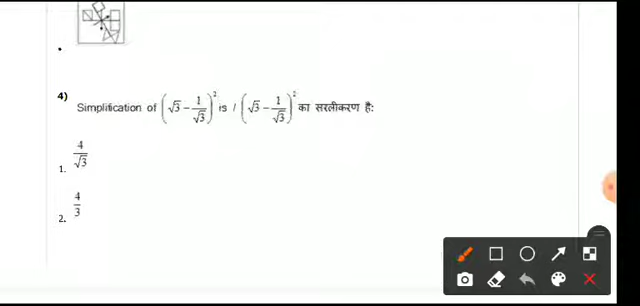 4)
Simplification of (√3 − 1/√3)² is / (√3 − 1/√3)² का सरलीकरण है:
1. 4/√3
2. 4/3